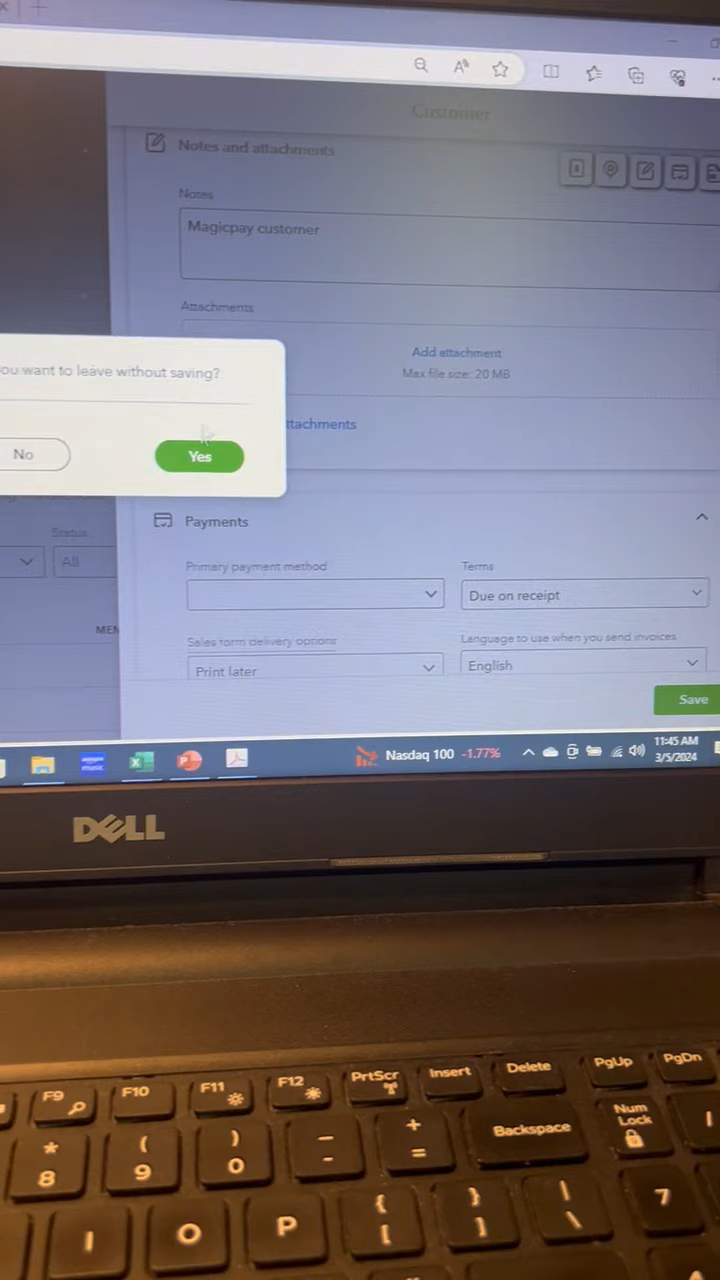 Customer
Notes and attachments
Notes
Magicpay customer
Attachments
Add attachment
Max file size: 20 MB
ou want to leave without saving?
ttachments
No
Yes
Payments
Status
All
Primary payment method
Terms
Due on receipt
MEN
Sales form delivery options
Language to use when you send invoices
Print later
English
Save
music
Nasdaq 100 -1.77%
11:45 AM
3/5/2024
DELL
F9 F10 F11 F12 PrtScr Insert Delete PgUp PgDn
* ( ) _ + Backspace Num Lock /
8 9 0 - =
I O P { [ } ] | \ 7